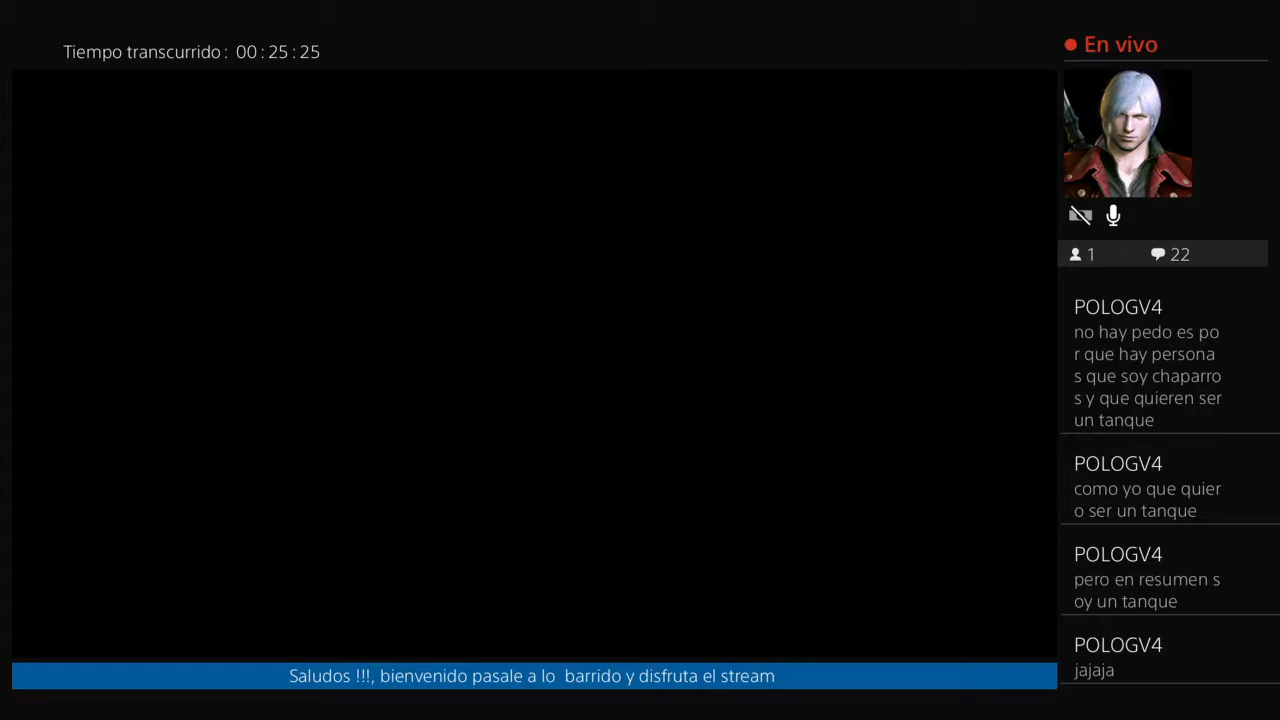 Tiempo transcurrido: 00:25:25
En vivo
1 22
POLOGV4
no hay pedo es po
r que hay persona
s que soy chaparro
s y que quieren ser
un tanque
POLOGV4
como yo que quier
o ser un tanque
POLOGV4
pero en resumen s
oy un tanque
POLOGV4
jajaja
Saludos !!!, bienvenido pasale a lo barrido y disfruta el stream